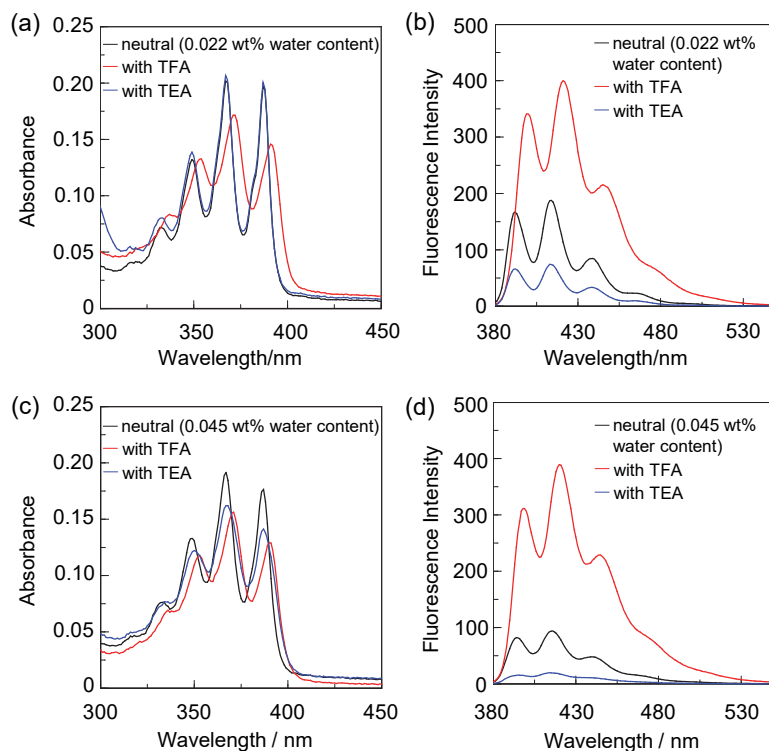 (a)
0.25
0.20
0.15
0.10
0.05
0
Absorbance
neutral (0.022 wt% water content)
with TFA
with TEA
300
350
400
450
Wavelength/nm
(b)
500
400
300
200
100
0
Fluorescence Intensity
neutral (0.022 wt%
water content)
with TFA
with TEA
380
430
480
530
Wavelength/nm
(c)
0.25
0.20
0.15
0.10
0.05
0
Absorbance
neutral (0.045 wt% water content)
with TFA
with TEA
300
350
400
450
Wavelength / nm
(d)
500
400
300
200
100
0
Fluorescence Intensity
neutral (0.045 wt%
water content)
with TFA
with TEA
380
430
480
530
Wavelength / nm